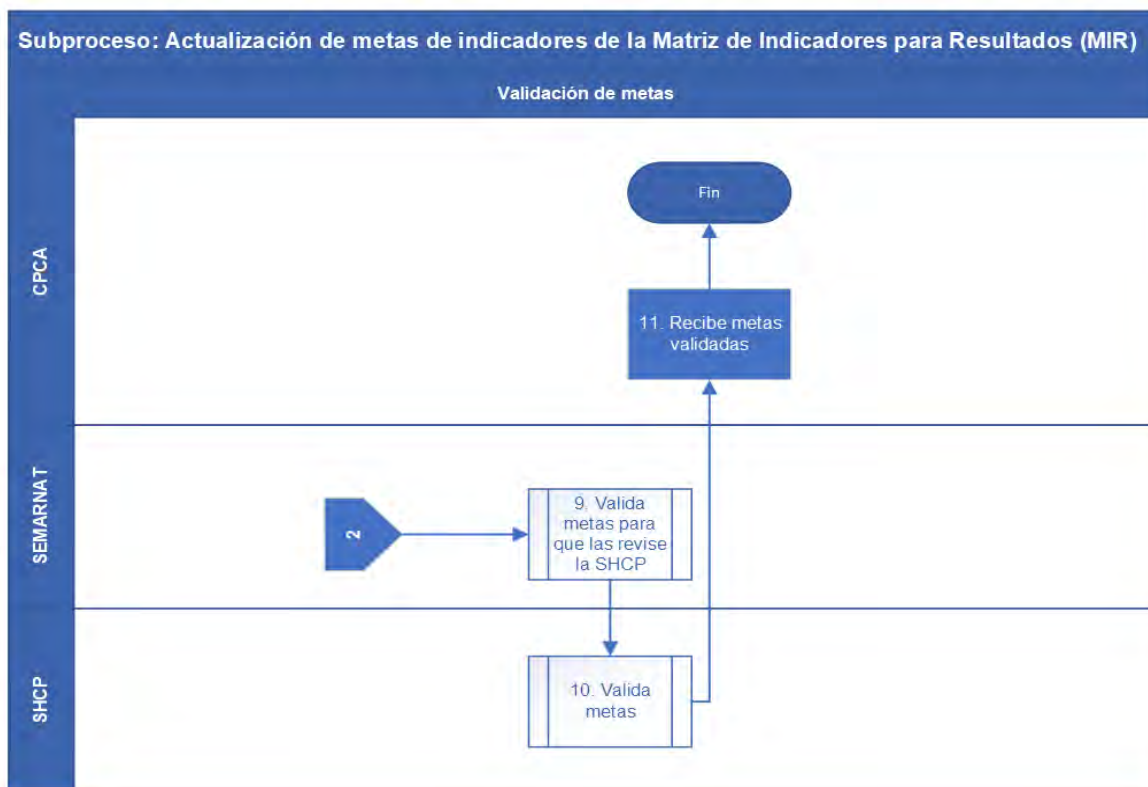 Subproceso: Actualización de metas de indicadores de la Matriz de Indicadores para Resultados (MIR)
Validación de metas
CPCA
Fin
11. Recibe metas
validadas
SEMARNAT
2
9. Valida
metas para
que las revise
la SHCP
SHCP
10. Valida
metas